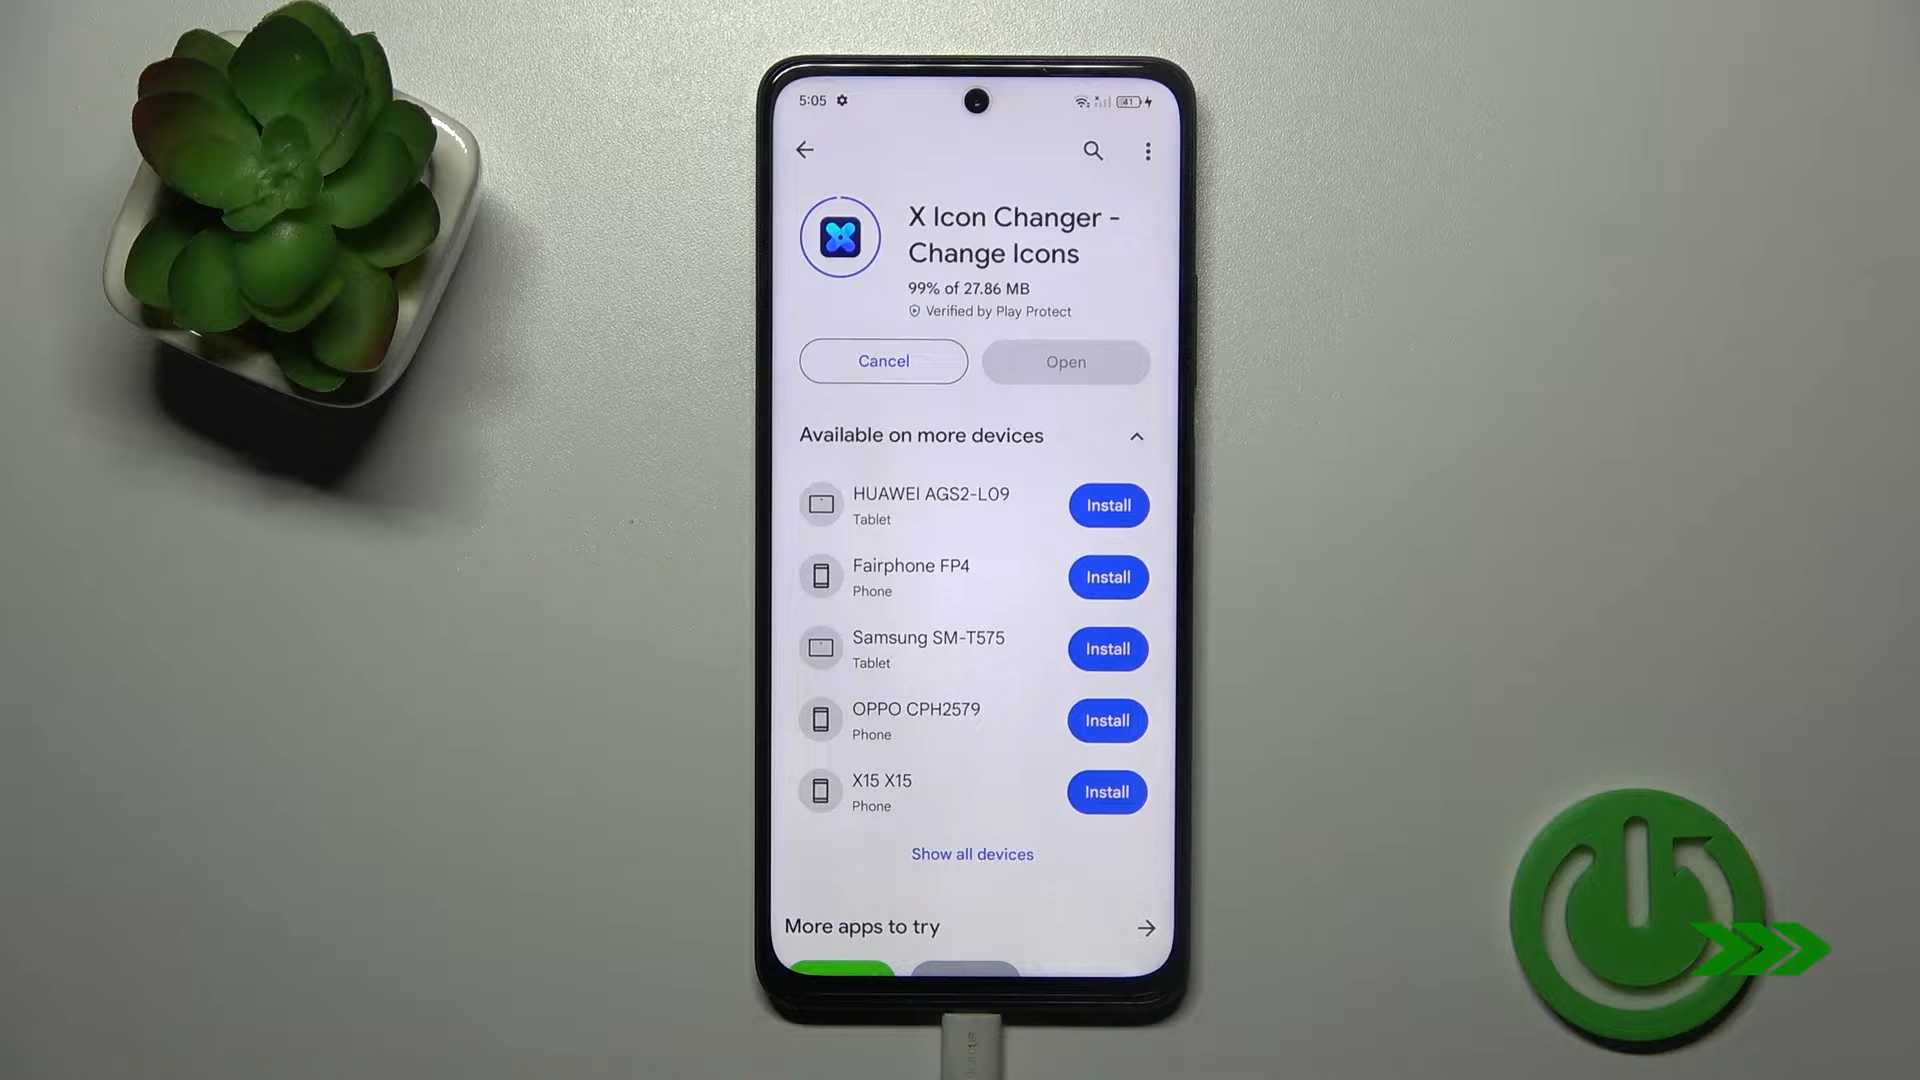 5:05
41
X Icon Changer -
Change Icons
99% of 27.86 MB
Verified by Play Protect
Cancel
Open
Available on more devices
HUAWEI AGS2-L09
Tablet
Install
Fairphone FP4
Phone
Install
Samsung SM-T575
Tablet
Install
OPPO CPH2579
Phone
Install
X15 X15
Phone
Install
Show all devices
More apps to try